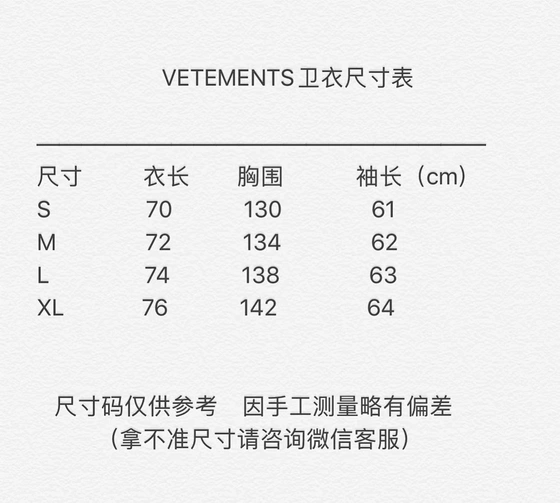 VETEMENTS卫衣尺寸表
尺寸 衣长 胸围 袖长（cm）
S 70 130 61
M 72 134 62
L 74 138 63
XL 76 142 64
尺寸码仅供参考 因手工测量略有偏差
（拿不准尺寸请咨询微信客服）